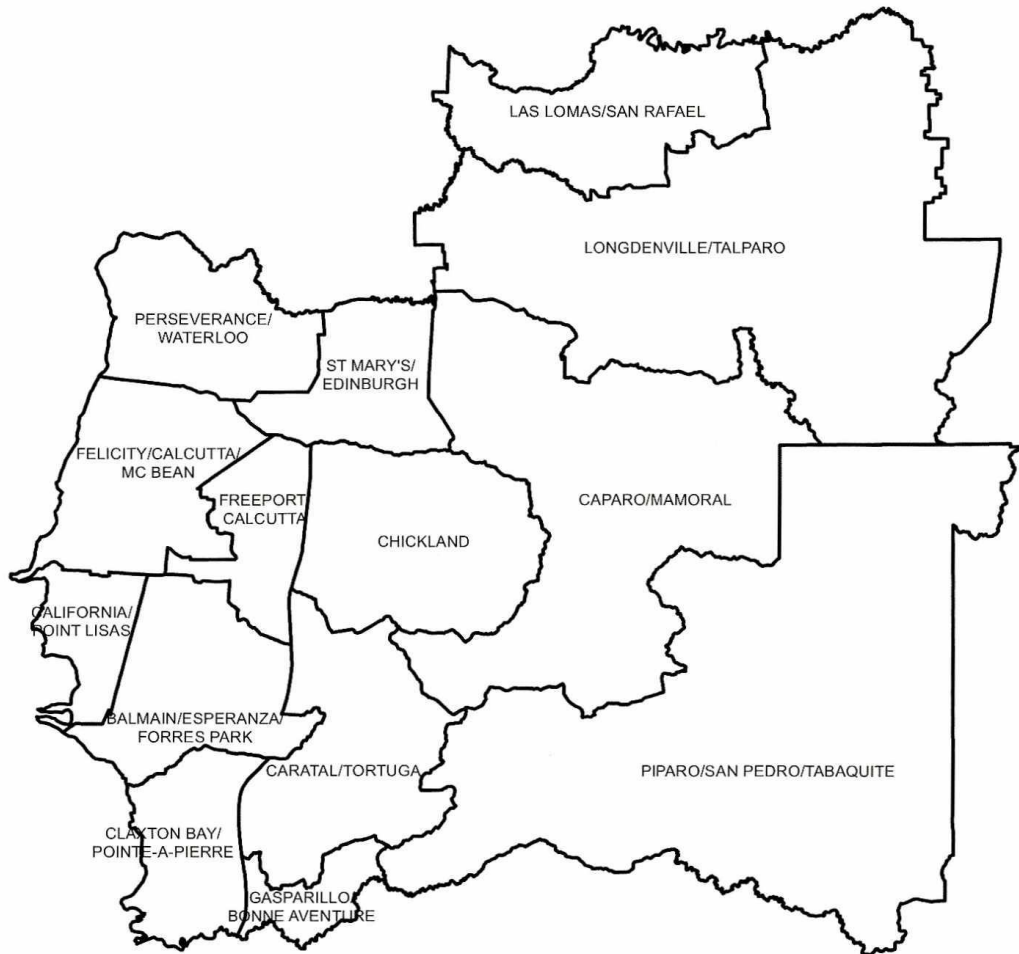 LAS LOMAS/SAN RAFAEL
LONGDENVILLE/TALPARO
PERSEVERANCE/
WATERLOO
ST MARY'S/
EDINBURGH
FELICITY/CALCUTTA/
MC BEAN
FREEPORT/
CALCUTTA
CAPARO/MAMORAL
CHICKLAND
CALIFORNIA/
POINT LISAS
BALMAIN/ESPERANZA/
FORRES PARK
CARATAL/TORTUGA
PIPARO/SAN PEDRO/TABAQUITE
CLAXTON BAY/
POINTE-A-PIERRE
GASPARILLO/
BONNE AVENTURE